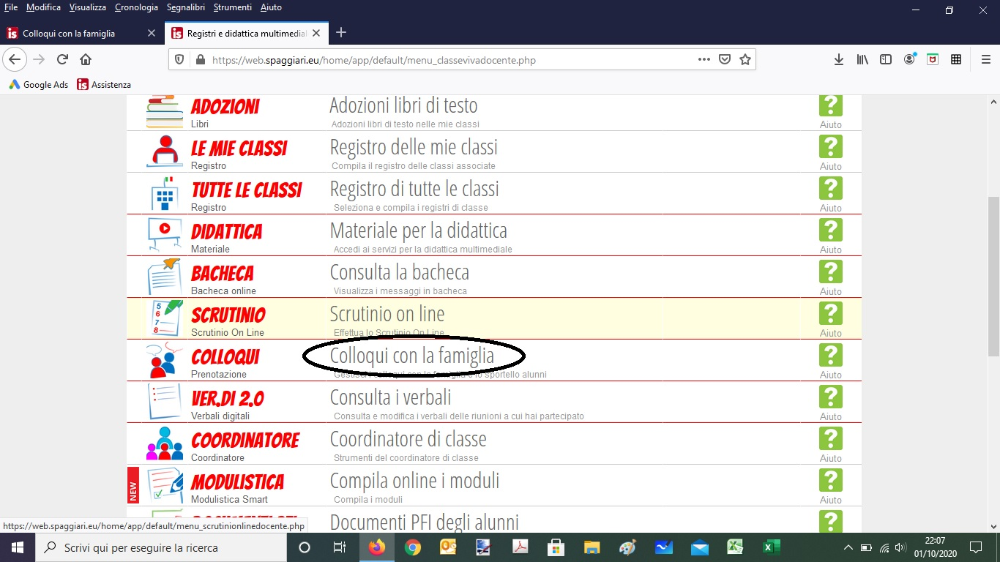 File Modifica Visualizza Cronologia Segnalibri Strumenti Aiuto
Colloqui con la famiglia
Registri e didattica multimedial
https://web.spaggiari.eu/home/app/default/menu_classevivadocente.php
Google Ads
Assistenza
ADOZIONI Adozioni libri di testo
Libri Adozioni libri di testo nelle mie classi Aiuto
LE MIE CLASSI Registro delle mie classi
Registro Compila il registro delle classi associate Aiuto
TUTTE LE CLASSI Registro di tutte le classi
Registro Seleziona e compila i registri di classe Aiuto
DIDATTICA Materiale per la didattica
Materiale Accedi ai servizi per la didattica multimediale Aiuto
BACHECA Consulta la bacheca
Bacheca online Visualizza i messaggi in bacheca Aiuto
5
6
7
8
SCRUTINIO Scrutinio on line
Scrutinio On Line Effettua lo Scrutinio On Line Aiuto
COLLOQUI Colloqui con la famiglia
Prenotazione Gestisci i colloqui con la famiglia e lo sportello alunni Aiuto
VER.DI 2.0 Consulta i verbali
Verbali digitali Consulta e modifica i verbali delle riunioni a cui hai partecipato Aiuto
COORDINATORE Coordinatore di classe
Coordinatore Strumenti del coordinatore di classe Aiuto
NEW
MODULISTICA Compila online i moduli
Modulistica Smart Compila i moduli Aiuto
Documenti PFI degli alunni
https://web.spaggiari.eu/home/app/default/menu_scrutinionlinedocente.php
Scrivi qui per eseguire la ricerca
22:07
01/10/2020